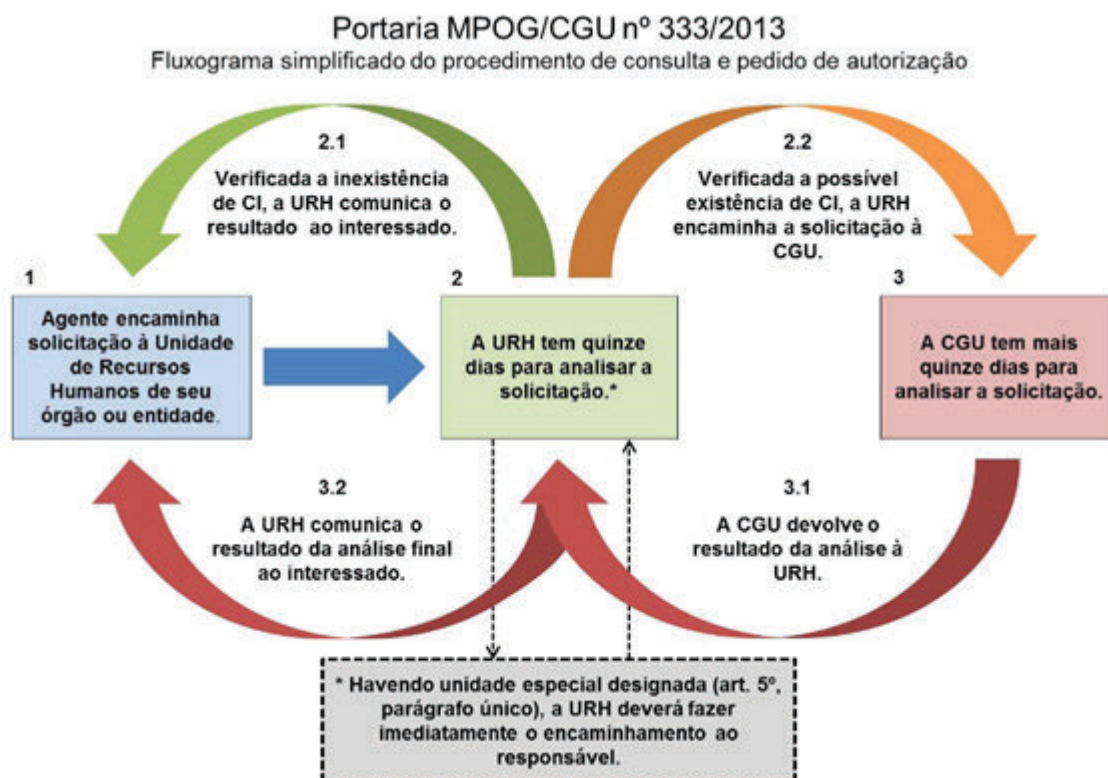 Portaria MPOG/CGU nº 333/2013
Fluxograma simplificado do procedimento de consulta e pedido de autorização
2.1
Verificada a inexistência
de CI, a URH comunica o
resultado ao interessado.
2.2
Verificada a possível
existência de CI, a URH
encaminha a solicitação à
CGU.
1
Agente encaminha
solicitação à Unidade
de Recursos
Humanos de seu
órgão ou entidade.
2
A URH tem quinze
dias para analisar a
solicitação.*
3
A CGU tem mais
quinze dias para
analisar a solicitação.
3.2
A URH comunica o
resultado da análise final
ao interessado.
3.1
A CGU devolve o
resultado da análise à
URH.
* Havendo unidade especial designada (art. 5º,
parágrafo único), a URH deverá fazer
imediatamente o encaminhamento ao
responsável.